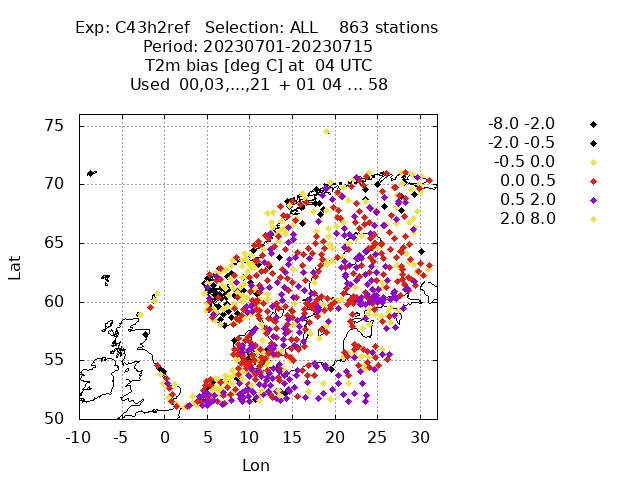 Exp: C43h2ref   Selection: ALL    863 stations
Period: 20230701-20230715
T2m bias [deg C] at  04 UTC
Used  00,03,...,21  + 01 04 ... 58
-8.0 -2.0
-2.0 -0.5
-0.5 0.0
0.0 0.5
0.5 2.0
2.0 8.0
75
70
65
60
55
50
Lat
-10 -5 0 5 10 15 20 25 30
Lon